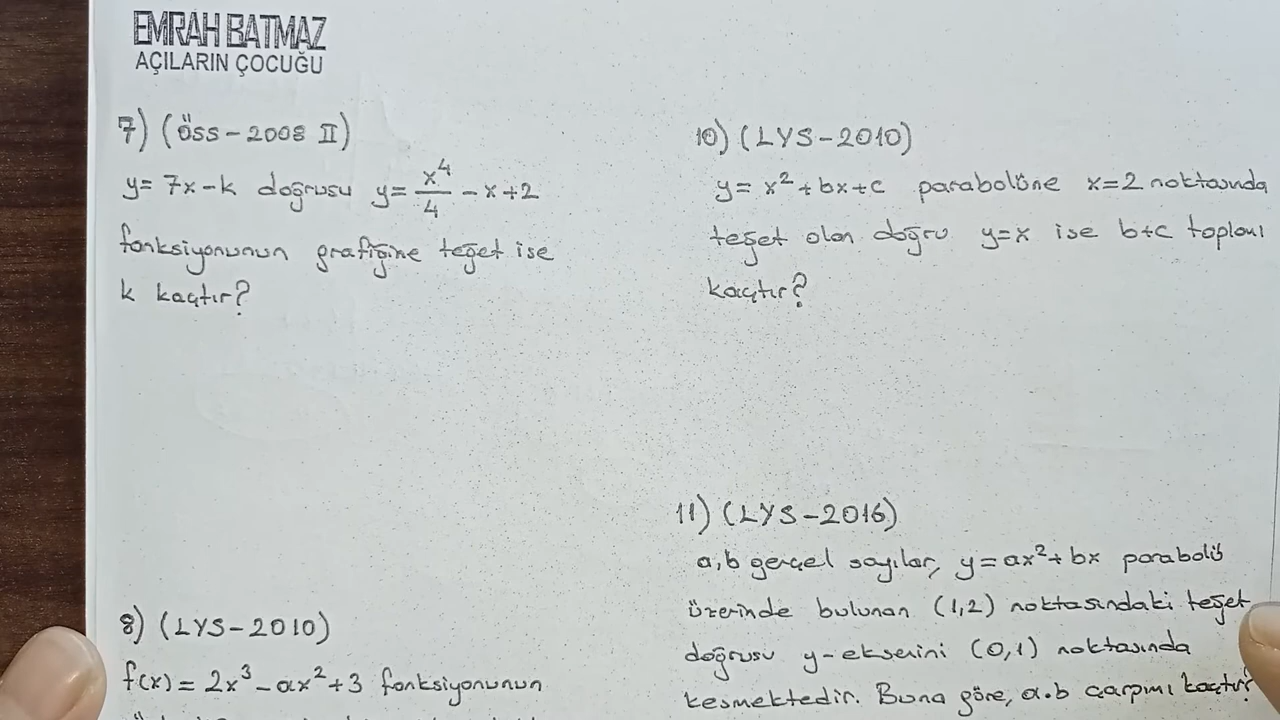 EMRAH BATMAZ
AÇILARIN ÇOCUĞU
7) (ÖSS-2008 II)
y= 7x-k doğrusu y= x⁴/4 - x + 2
fonksiyonunun grafiğine teğet ise
k kaçtır?
8) (LYS-2010)
f(x) = 2x³ - ax² + 3 fonksiyonunun
10) (LYS-2010)
y = x² + bx + c parabolüne x=2 noktasında
teğet olan doğru y=x ise b+c toplamı
kaçtır?
11) (LYS-2016)
a,b gerçel sayılar, y = ax² + bx parabolü
üzerinde bulunan (1,2) noktasındaki teğet
doğrusu y-eksenini (0,1) noktasında
kesmektedir. Buna göre, a.b çarpımı kaçtır?